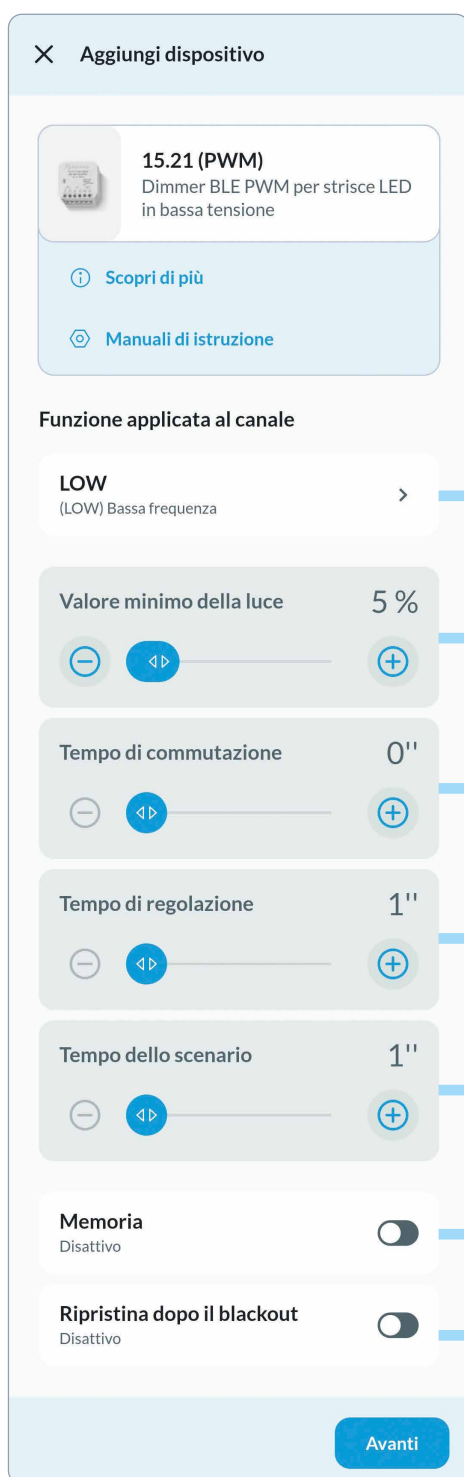 Aggiungi dispositivo
15.21 (PWM)
Dimmer BLE PWM per strisce LED
in bassa tensione
Scopri di più
Manuali di istruzione
Funzione applicata al canale
LOW
(LOW) Bassa frequenza
Valore minimo della luce 5 %
Tempo di commutazione 0''
Tempo di regolazione 1''
Tempo dello scenario 1''
Memoria
Disattivo
Ripristina dopo il blackout
Disattivo
Avanti